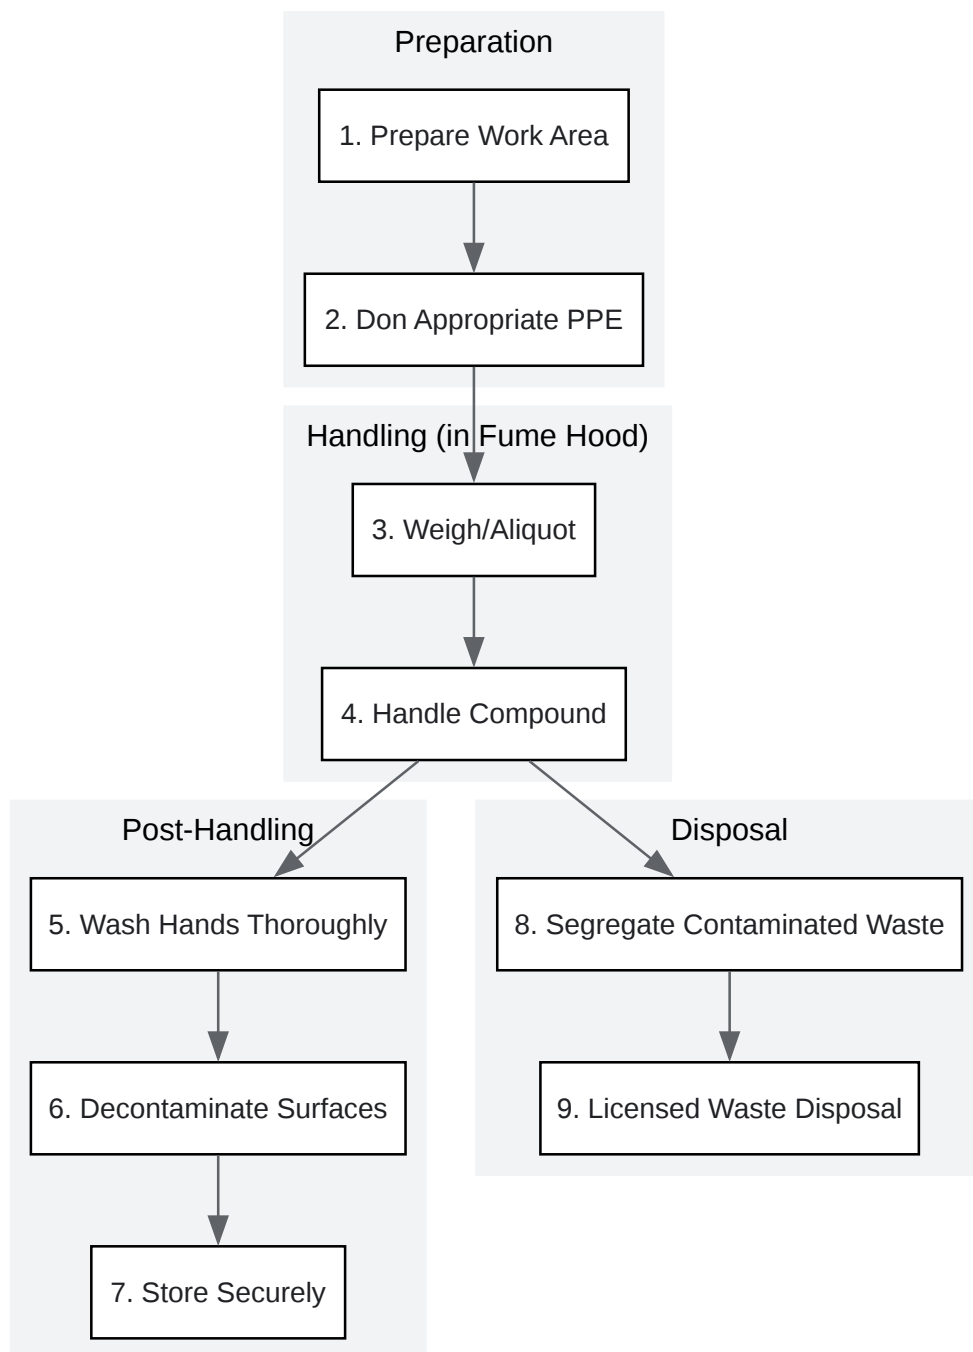 Preparation
1. Prepare Work Area
2. Don Appropriate PPE
Handling (in Fume Hood)
3. Weigh/Aliquot
4. Handle Compound
Post-Handling
5. Wash Hands Thoroughly
6. Decontaminate Surfaces
7. Store Securely
Disposal
8. Segregate Contaminated Waste
9. Licensed Waste Disposal